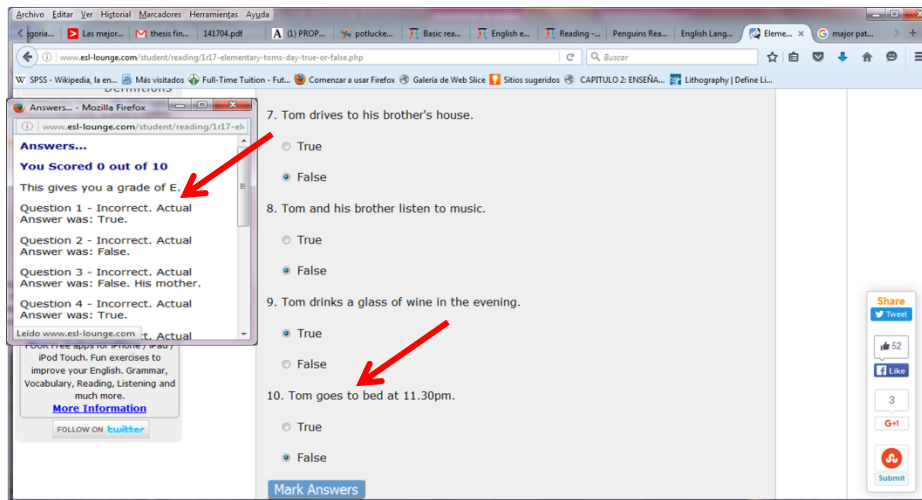 Archivo Editar Ver Historial Marcadores Herramientas Ayuda
igoria... Las mejor... thesis fin... 141704.pdf (1) PROP... potlucke... Basic rea... English e... Reading -... Penguins Rea... English Lang... Eleme... × major pat...
www.esl-lounge.com/student/reading/1r17-elementary-toms-day-true-or-false.php Buscar
SPSS - Wikipedia, la en... Más visitados Full-Time Tuition - Fut... Comenzar a usar Firefox Galería de Web Slice Sitios sugeridos CAPITULO 2: ENSEÑA... Lithography | Define Li...
Definitions
Answers... - Mozilla Firefox
www.esl-lounge.com/student/reading/1r17-el
Answers...
You Scored 0 out of 10
This gives you a grade of E.
Question 1 - Incorrect. Actual
Answer was: True.
Question 2 - Incorrect. Actual
Answer was: False.
Question 3 - Incorrect. Actual
Answer was: False. His mother.
Question 4 - Incorrect. Actual
Answer was: True.
Leído www.esl-lounge.com t. Actual
iPod Touch. Fun exercises to
improve your English. Grammar,
Vocabulary, Reading, Listening and
much more.
More Information
FOLLOW ON twitter
7. Tom drives to his brother's house.
True
False
8. Tom and his brother listen to music.
True
False
9. Tom drinks a glass of wine in the evening.
True
False
10. Tom goes to bed at 11.30pm.
True
False
Mark Answers
Share
Tweet
52
Like
3
G+1
Submit